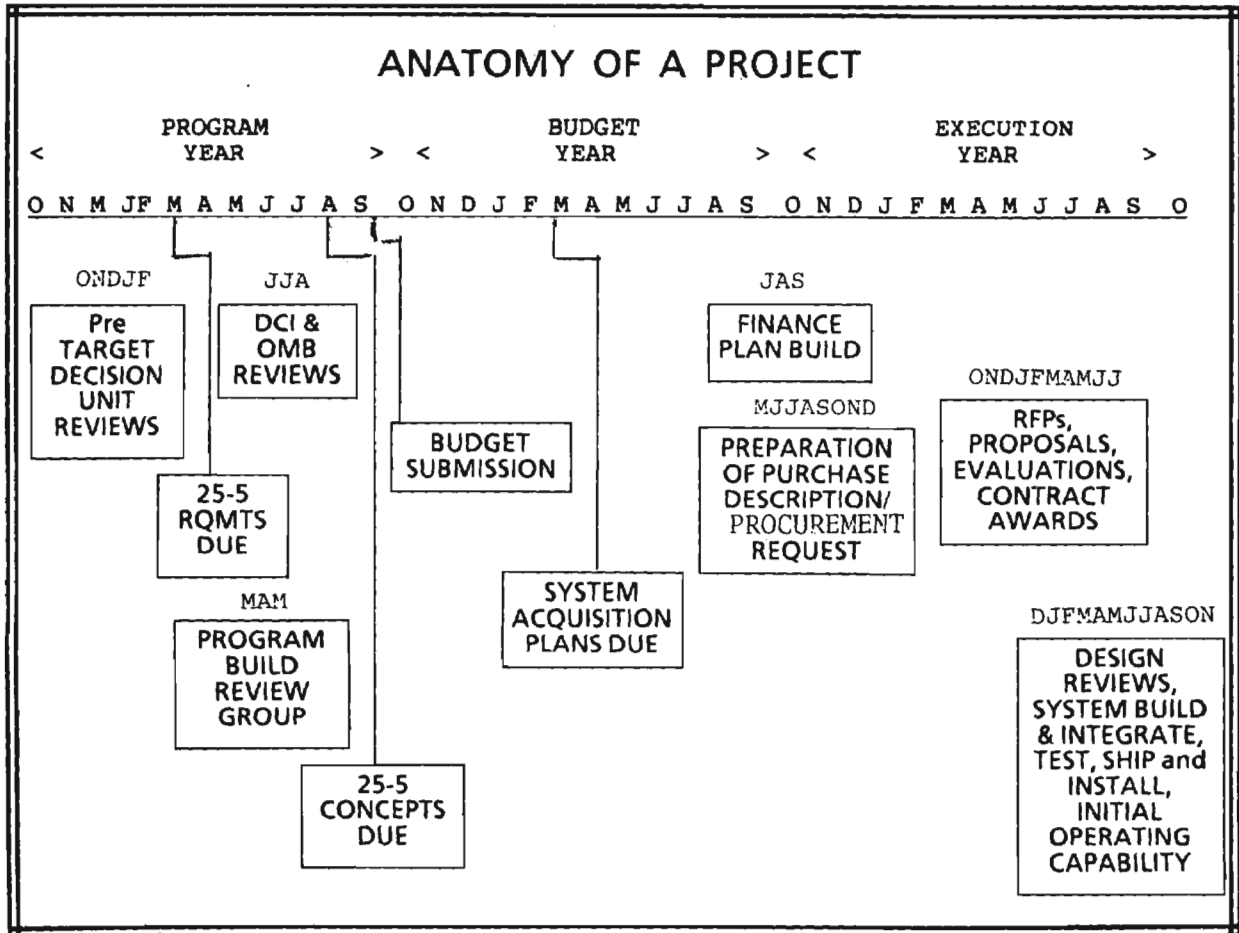 ANATOMY OF A PROJECT
PROGRAM
< YEAR >
BUDGET
< YEAR >
EXECUTION
< YEAR >
O N M JF M A M J J A S O N D J F M A M J J A S O N D J F M A M J J A S O
ONDJF
Pre
TARGET
DECISION
UNIT
REVIEWS
JJA
DCI &
OMB
REVIEWS
25-5
RQMTS
DUE
MAM
PROGRAM
BUILD
REVIEW
GROUP
25-5
CONCEPTS
DUE
BUDGET
SUBMISSION
SYSTEM
ACQUISITION
PLANS DUE
JAS
FINANCE
PLAN BUILD
MJJASOND
PREPARATION
OF PURCHASE
DESCRIPTION/
PROCUREMENT
REQUEST
ONDJFMAMJJ
RFPs,
PROPOSALS,
EVALUATIONS,
CONTRACT
AWARDS
DJFMAMJJASON
DESIGN
REVIEWS,
SYSTEM BUILD
& INTEGRATE,
TEST, SHIP and
INSTALL,
INITIAL
OPERATING
CAPABILITY